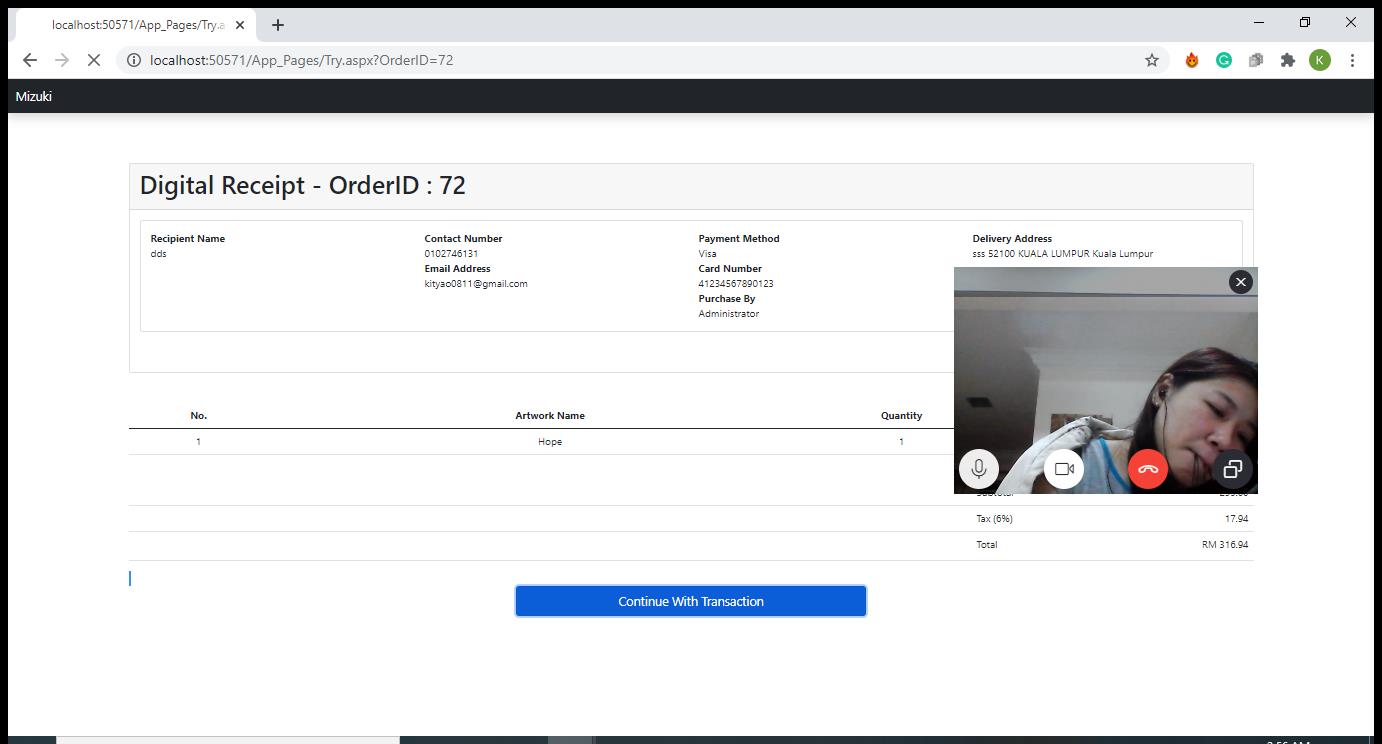 localhost:50571/App_Pages/Try.a
localhost:50571/App_Pages/Try.aspx?OrderID=72
K
Mizuki
Digital Receipt - OrderID : 72
Recipient Name
dds
Contact Number
0102746131
Email Address
kityao0811@gmail.com
Payment Method
Visa
Card Number
41234567890123
Purchase By
Administrator
Delivery Address
sss 52100 KUALA LUMPUR Kuala Lumpur
No. Artwork Name Quantity
1 Hope 1
Tax (6%) 17.94
Total RM 316.94
Continue With Transaction